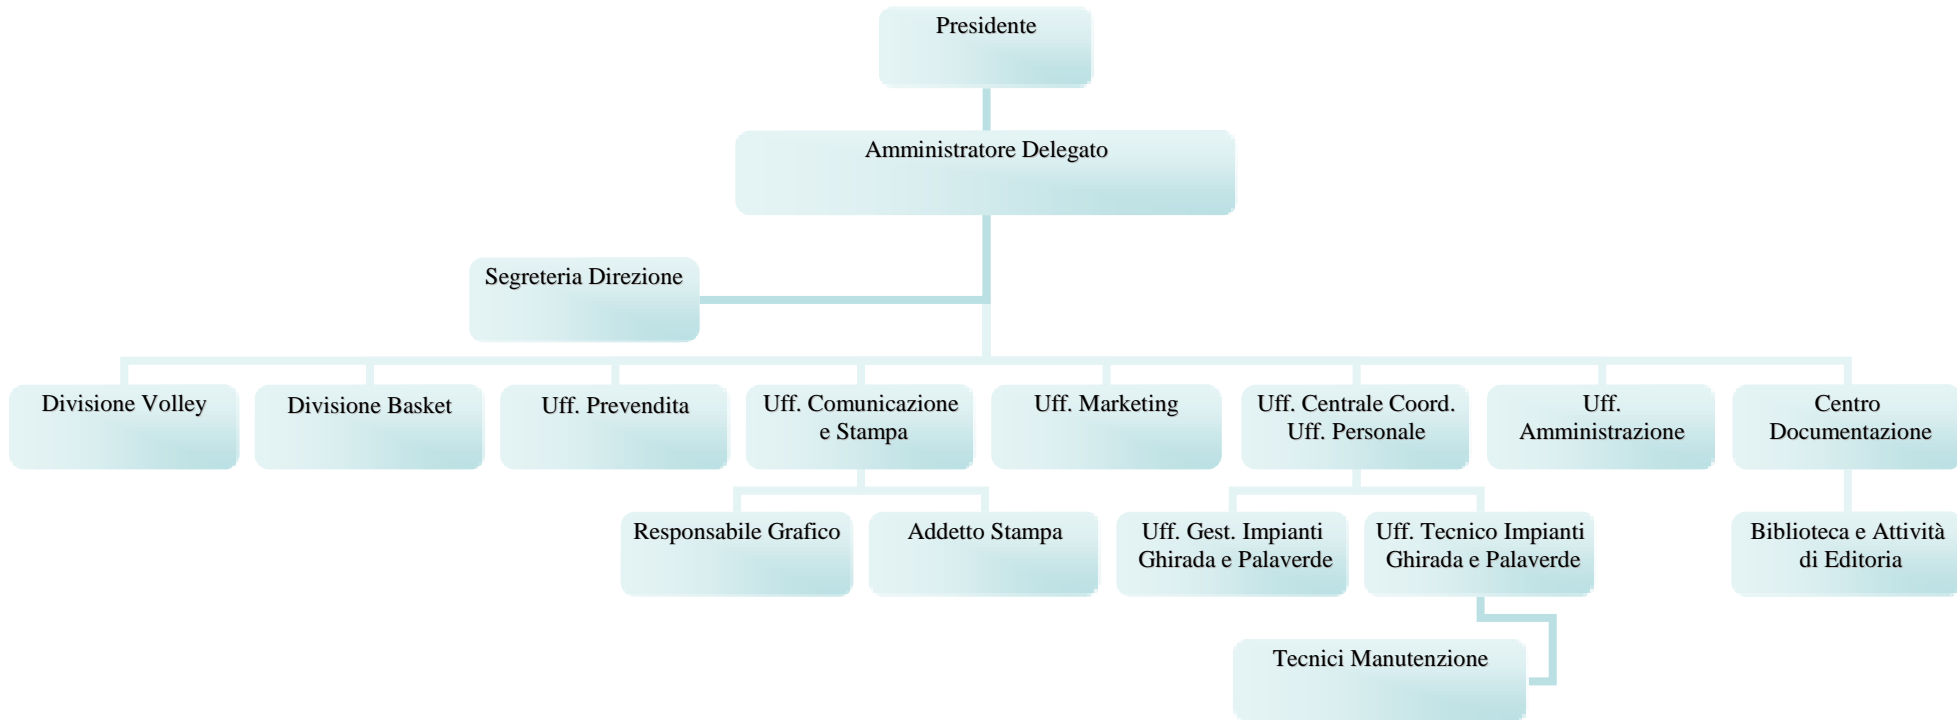 Presidente
Amministratore Delegato
Segreteria Direzione
Divisione Volley
Divisione Basket
Uff. Prevendita
Uff. Comunicazione
e Stampa
Uff. Marketing
Uff. Centrale Coord.
Uff. Personale
Uff.
Amministrazione
Centro
Documentazione
Responsabile Grafico
Addetto Stampa
Uff. Gest. Impianti
Ghirada e Palaverde
Uff. Tecnico Impianti
Ghirada e Palaverde
Biblioteca e Attività
di Editoria
Tecnici Manutenzione